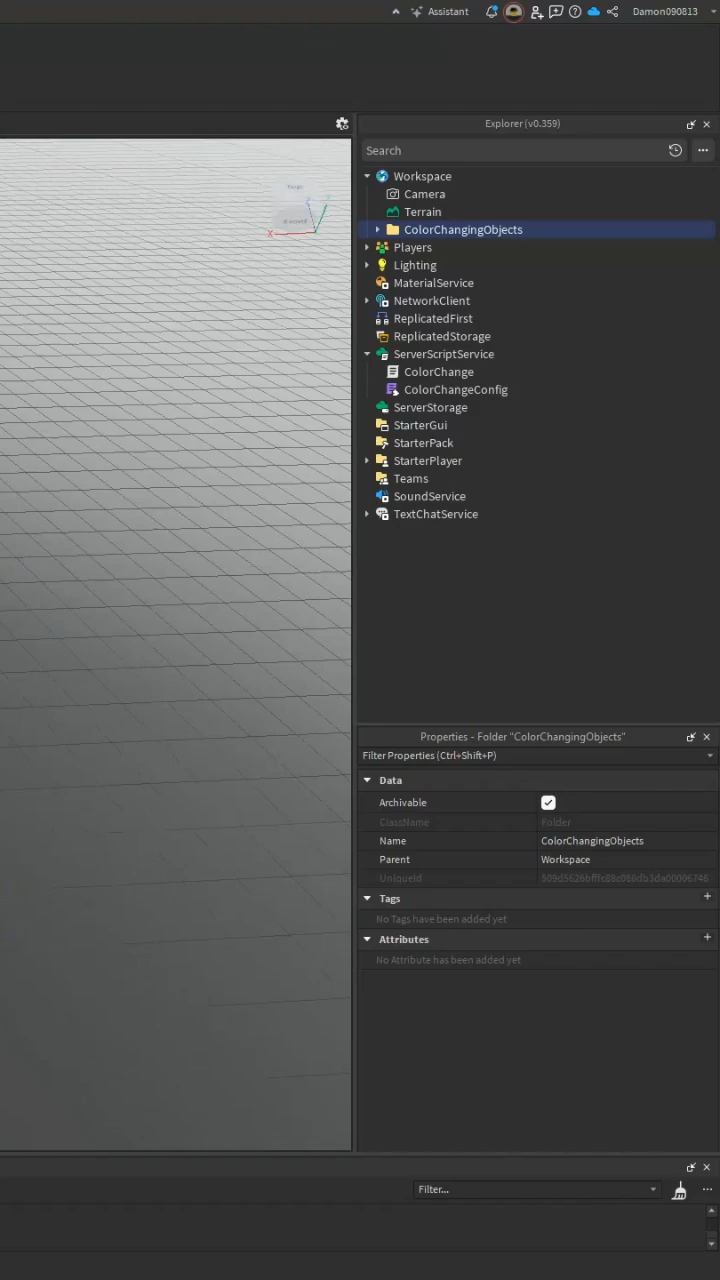 Assistant
Damon090813
Explorer (v0.359)
Search
Workspace
Camera
Terrain
ColorChangingObjects
Players
Lighting
MaterialService
NetworkClient
ReplicatedFirst
ReplicatedStorage
ServerScriptService
ColorChange
ColorChangeConfig
ServerStorage
StarterGui
StarterPack
StarterPlayer
Teams
SoundService
TextChatService
X
Properties - Folder "ColorChangingObjects"
Filter Properties (Ctrl+Shift+P)
Data
Archivable
ClassName Folder
Name ColorChangingObjects
Parent Workspace
UniqueId
Tags
No Tags have been added yet
Attributes
No Attribute has been added yet
Filter...